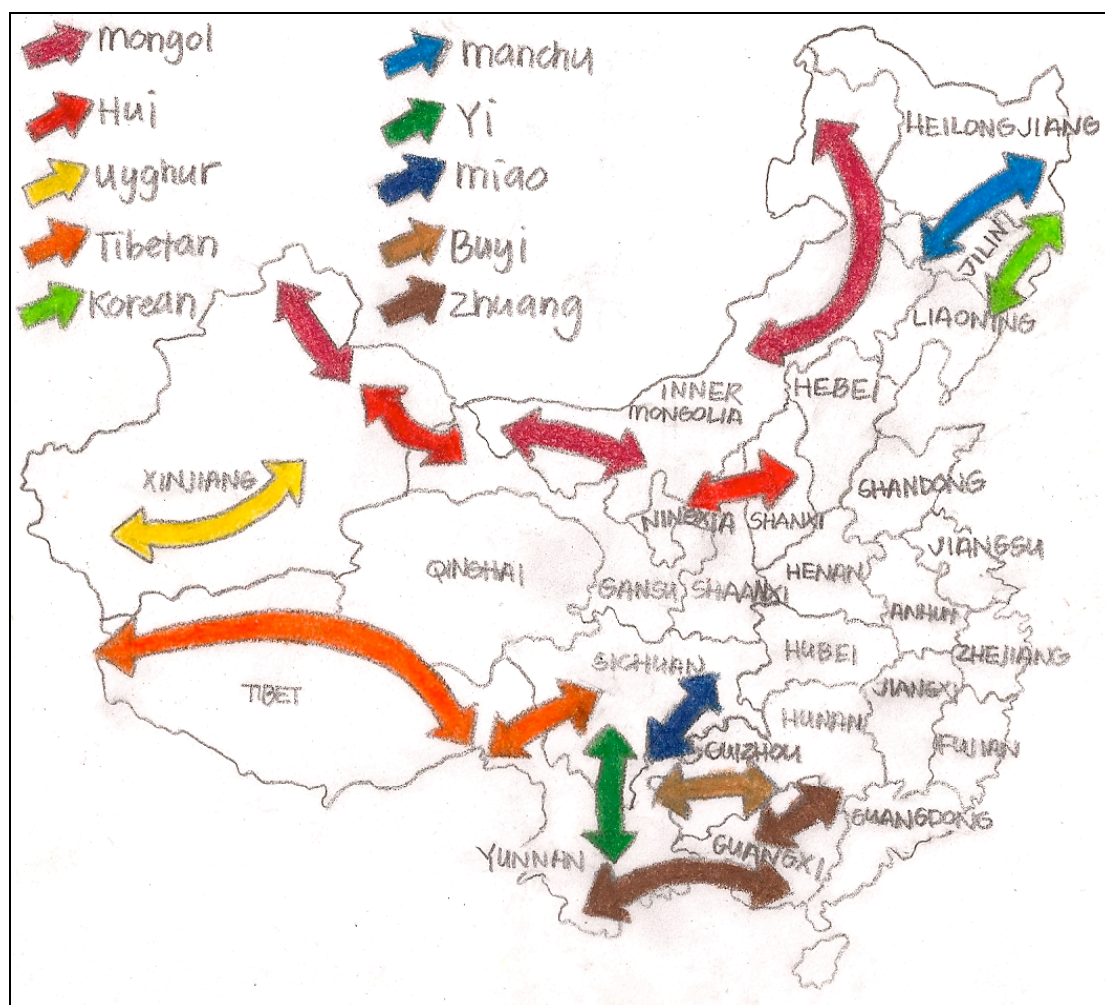 mongol
Hui
uyghur
Tibetan
Korean
manchu
Yi
miao
Buyi
Zhuang
HEILONGJIANG
JILIN
LIAONING
INNER
MONGOLIA
HEBEI
XINJIANG
SHANDONG
NINGXIA
SHANXI
JIANGSU
QINGHAI
GANSU
SHAANXI
HENAN
ANHUI
SICHUAN
HUBEI
ZHEJIANG
TIBET
JIANGXI
HUNAN
GUIZHOU
FUJIAN
GUANGDONG
YUNNAN
GUANGXI